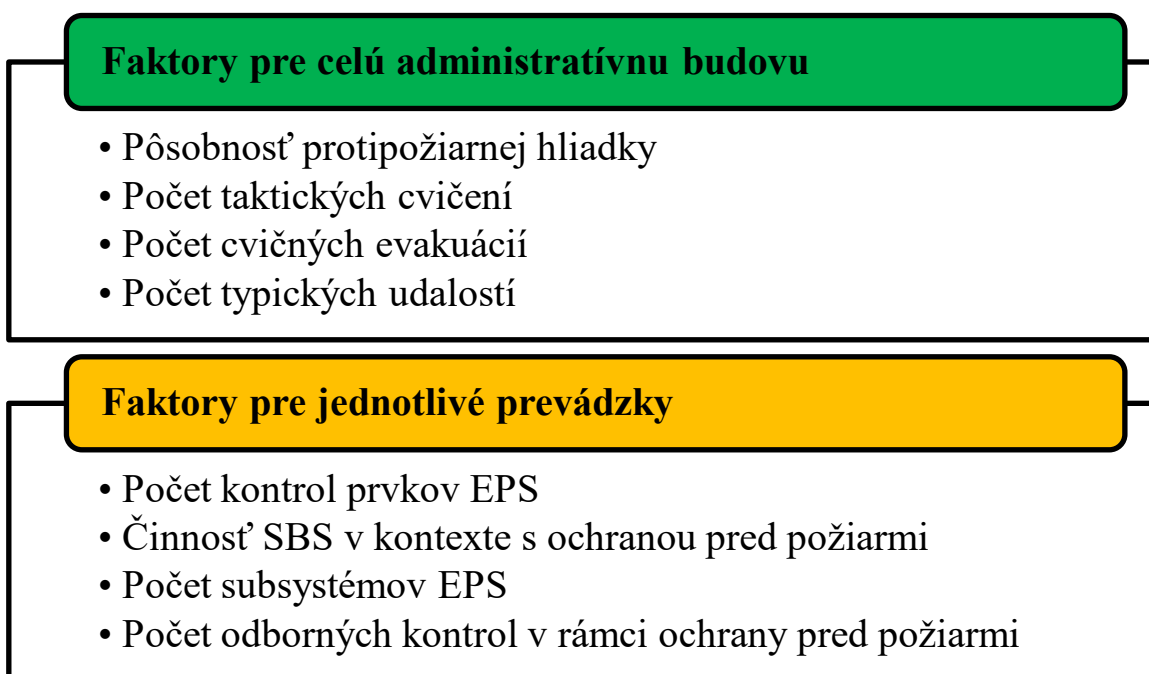 Faktory pre celú administratívnu budovu
• Pôsobnosť protipožiarnej hliadky
• Počet taktických cvičení
• Počet cvičných evakuácií
• Počet typických udalostí
Faktory pre jednotlivé prevádzky
• Počet kontrol prvkov EPS
• Činnosť SBS v kontexte s ochranou pred požiarmi
• Počet subsystémov EPS
• Počet odborných kontrol v rámci ochrany pred požiarmi